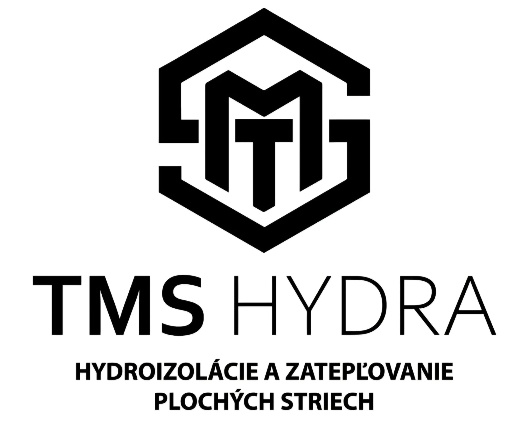 TMS HYDRA
HYDROIZOLÁCIE A ZATEPĽOVANIE
PLOCHÝCH STRIECH